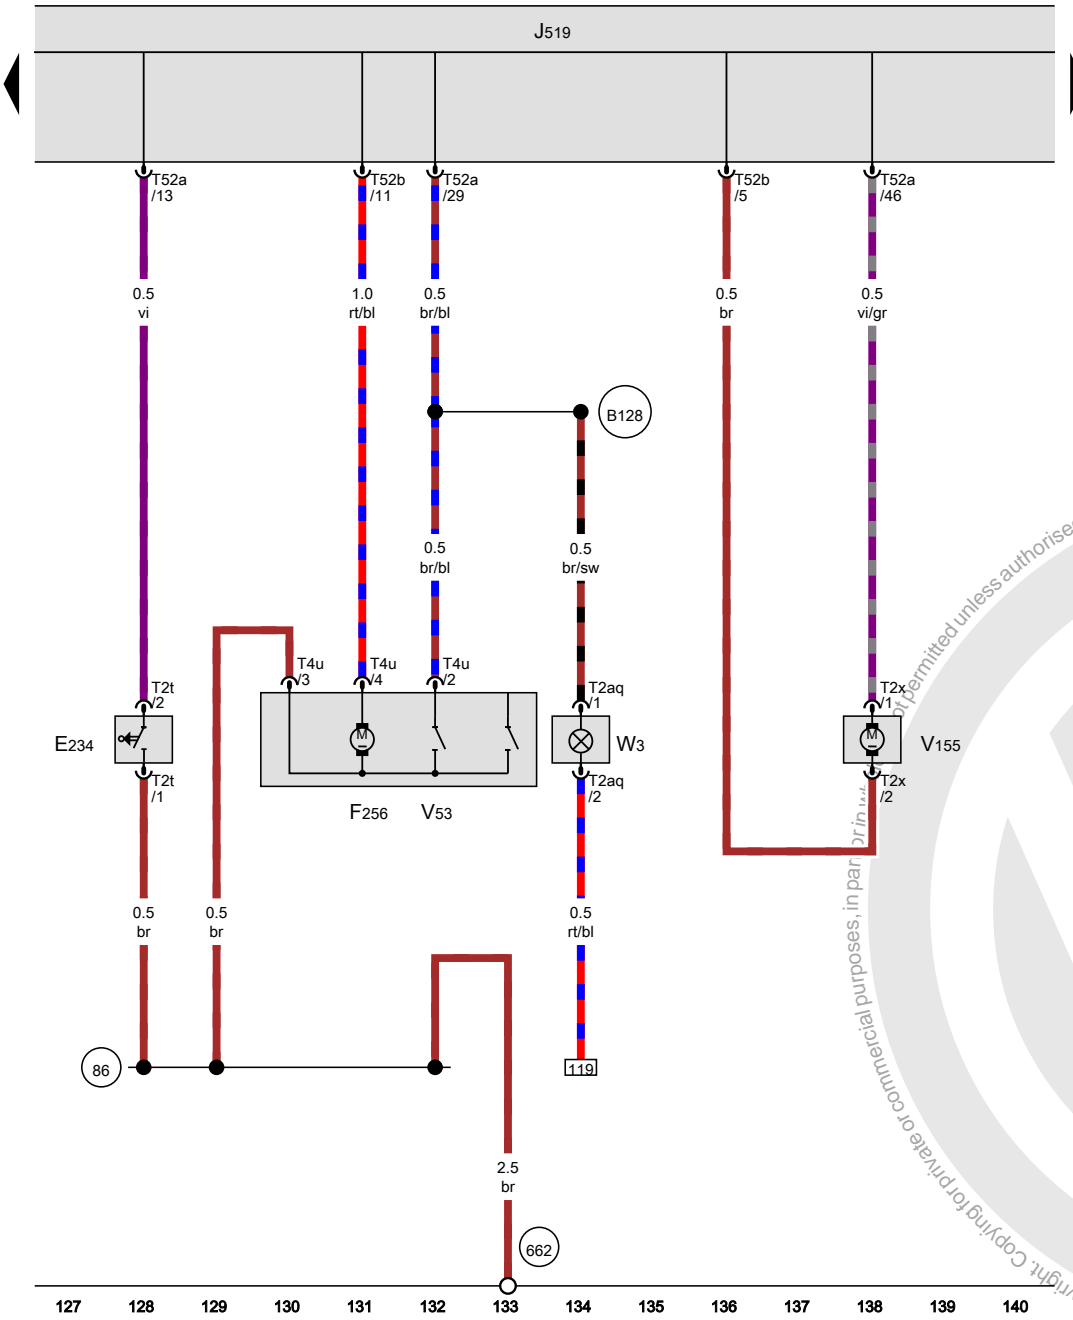 J519
T52a
/13
T52b
/11
T52a
/29
T52b
/5
T52a
/46
0.5
vi
1.0
rt/bl
0.5
br/bl
0.5
br
0.5
vi/gr
B128
0.5
br/bl
0.5
br/sw
T4u
/3
T4u
/4
T4u
/2
T2t
/2
T2aq
/1
T2x
/1
E234
M
W3
M
V155
T2t
/1
T2aq
/2
T2x
/2
F256
V53
0.5
br
0.5
br
0.5
rt/bl
86
119
2.5
br
662
127 128 129 130 131 132 133 134 135 136 137 138 139 140
permitted unless authorise
commercial purposes, in part or in
Copying for private or